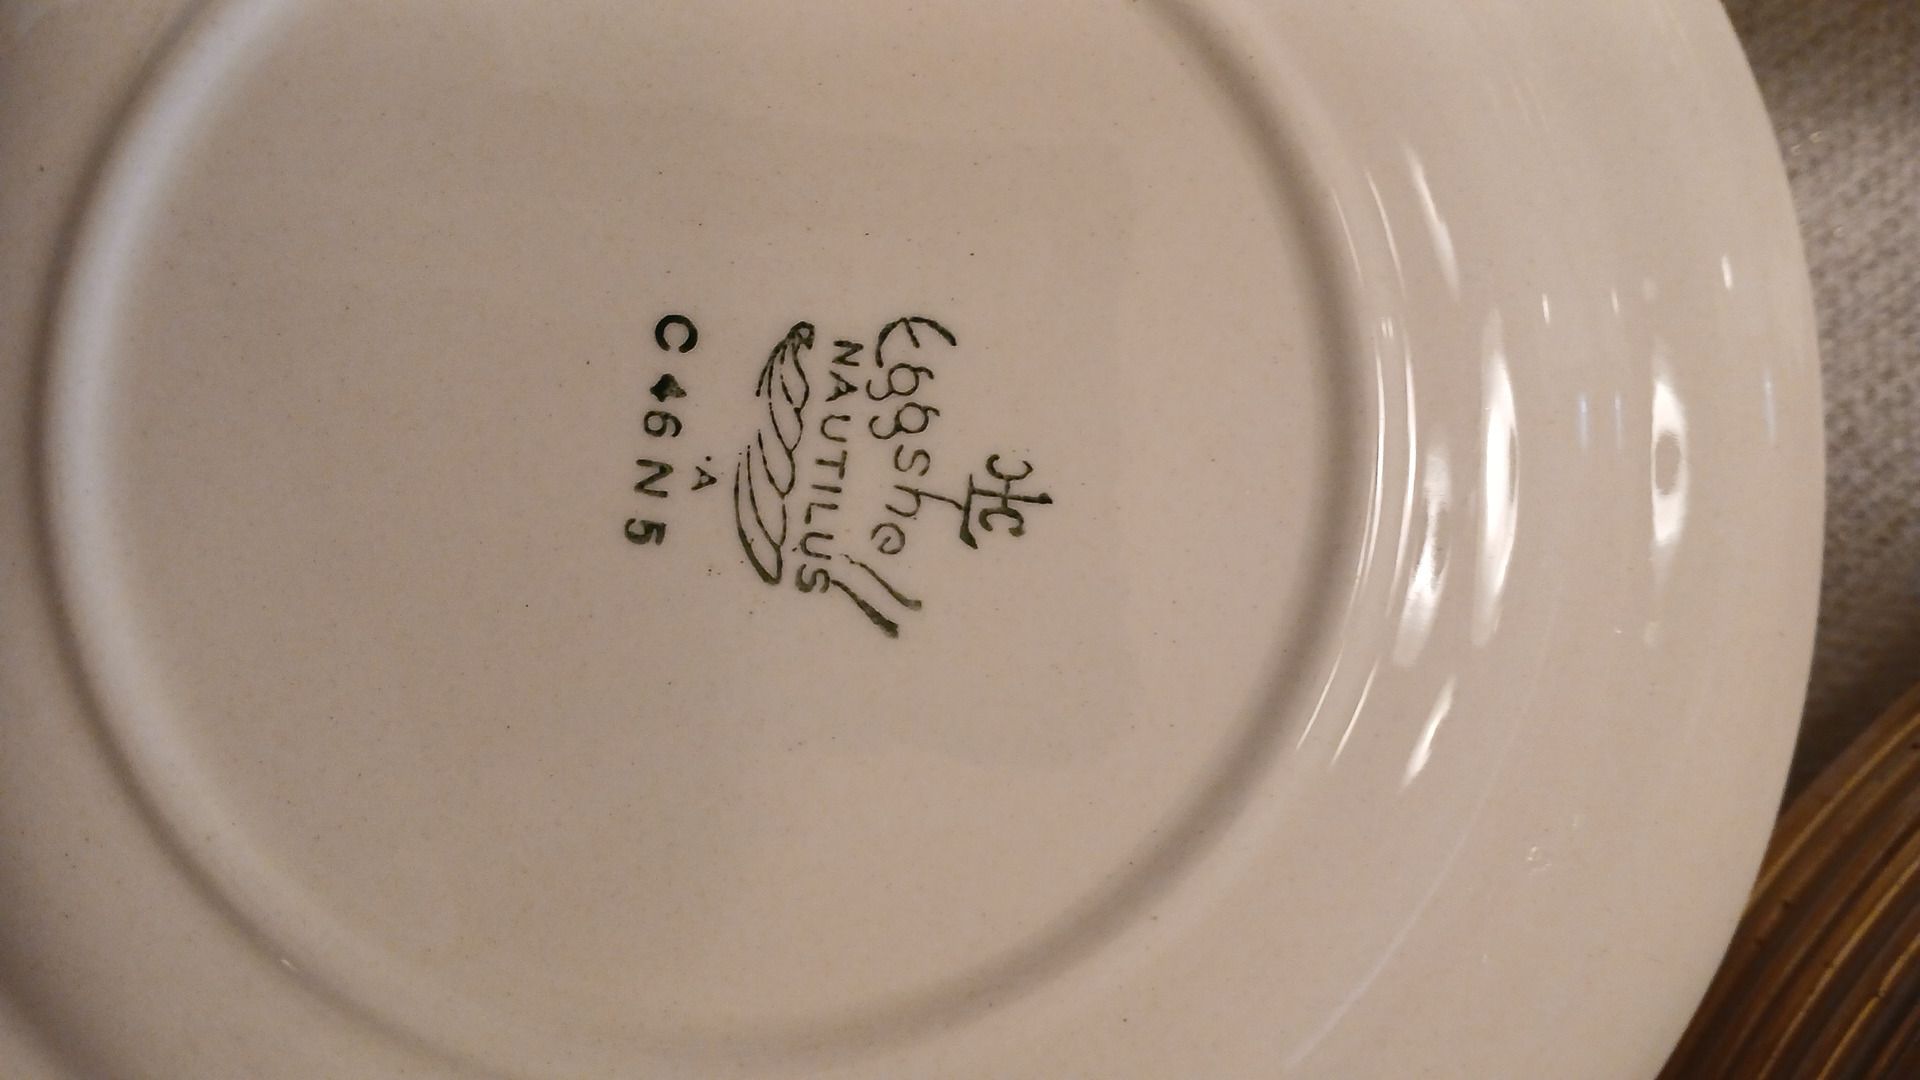 HLC
Eggshell
NAUTILUS
A
C 46 N 5